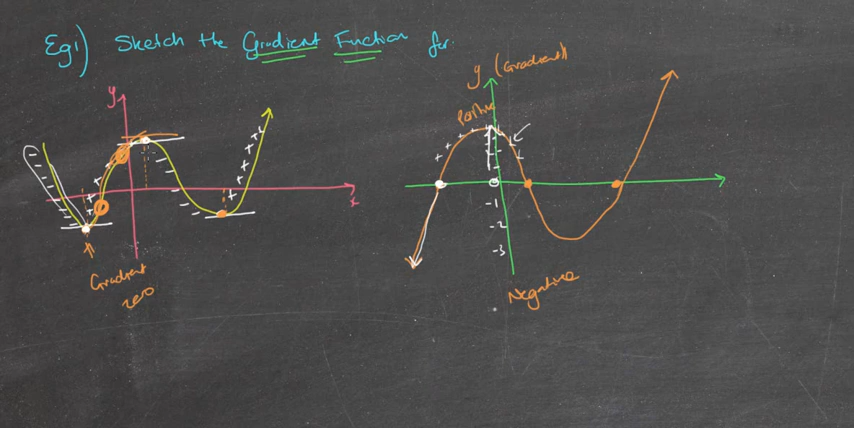 Eg1) Sketch the Gradient Function for:
y
x
Gradient
zero
y (Gradient)
Positive
-1
-2
-3
Negative